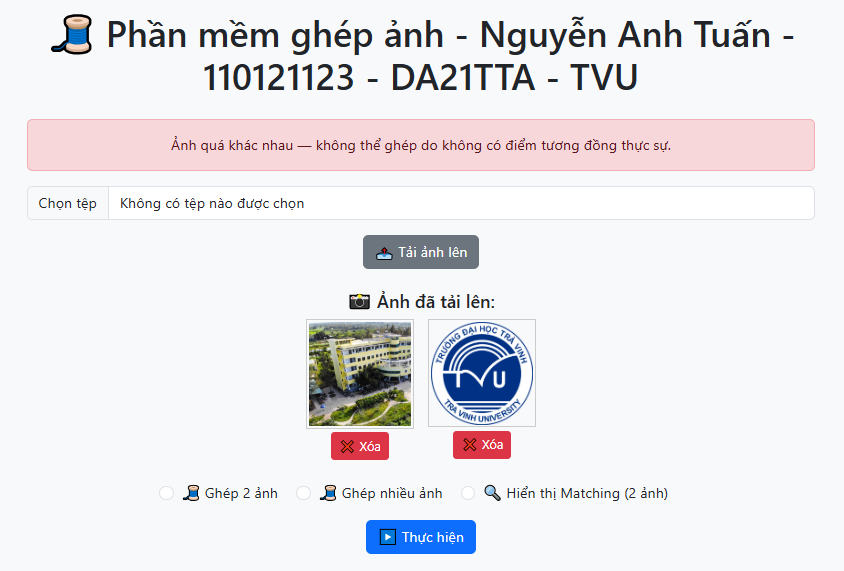 Phần mềm ghép ảnh - Nguyễn Anh Tuấn -
110121123 - DA21TTA - TVU
Ảnh quá khác nhau — không thể ghép do không có điểm tương đồng thực sự.
Chọn tệp Không có tệp nào được chọn
Tải ảnh lên
Ảnh đã tải lên:
TRƯỜNG ĐẠI HỌC TRÀ VINH
TVU
TRA VINH UNIVERSITY
Xóa Xóa
Ghép 2 ảnh Ghép nhiều ảnh Hiển thị Matching (2 ảnh)
Thực hiện